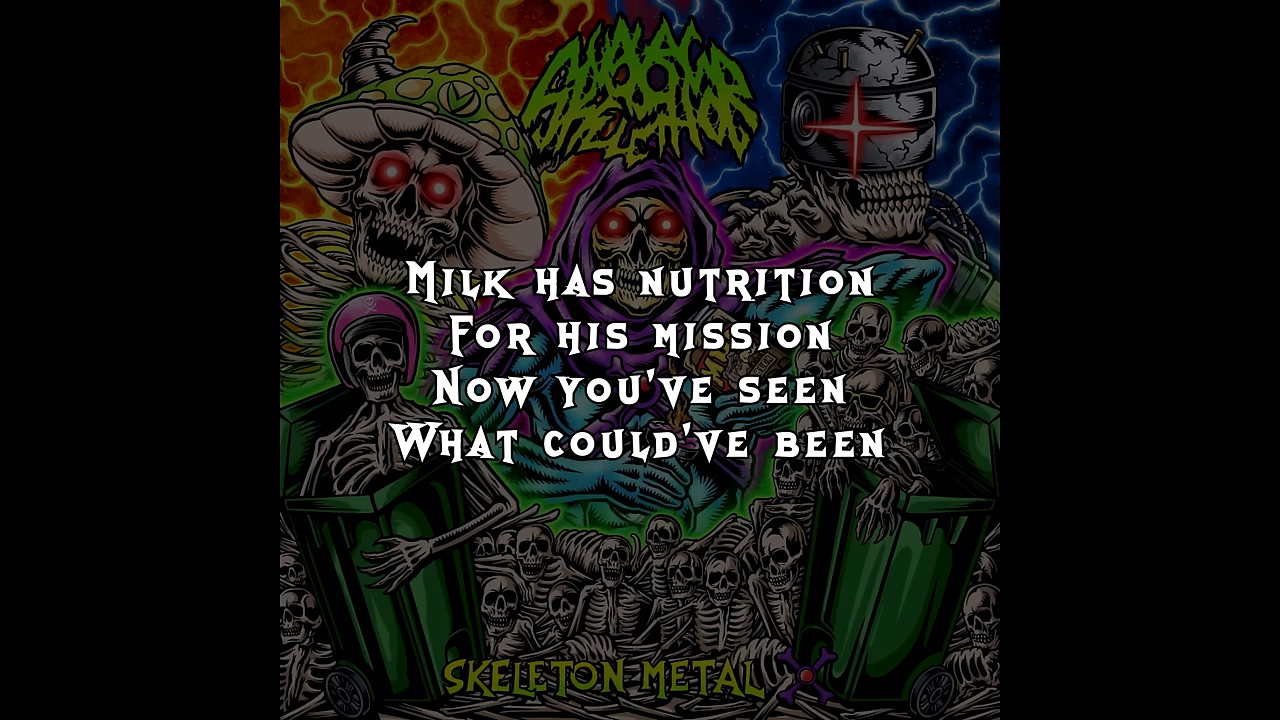 Milk has nutrition
For his mission
Now you've seen
What could've been
SKELETON METAL